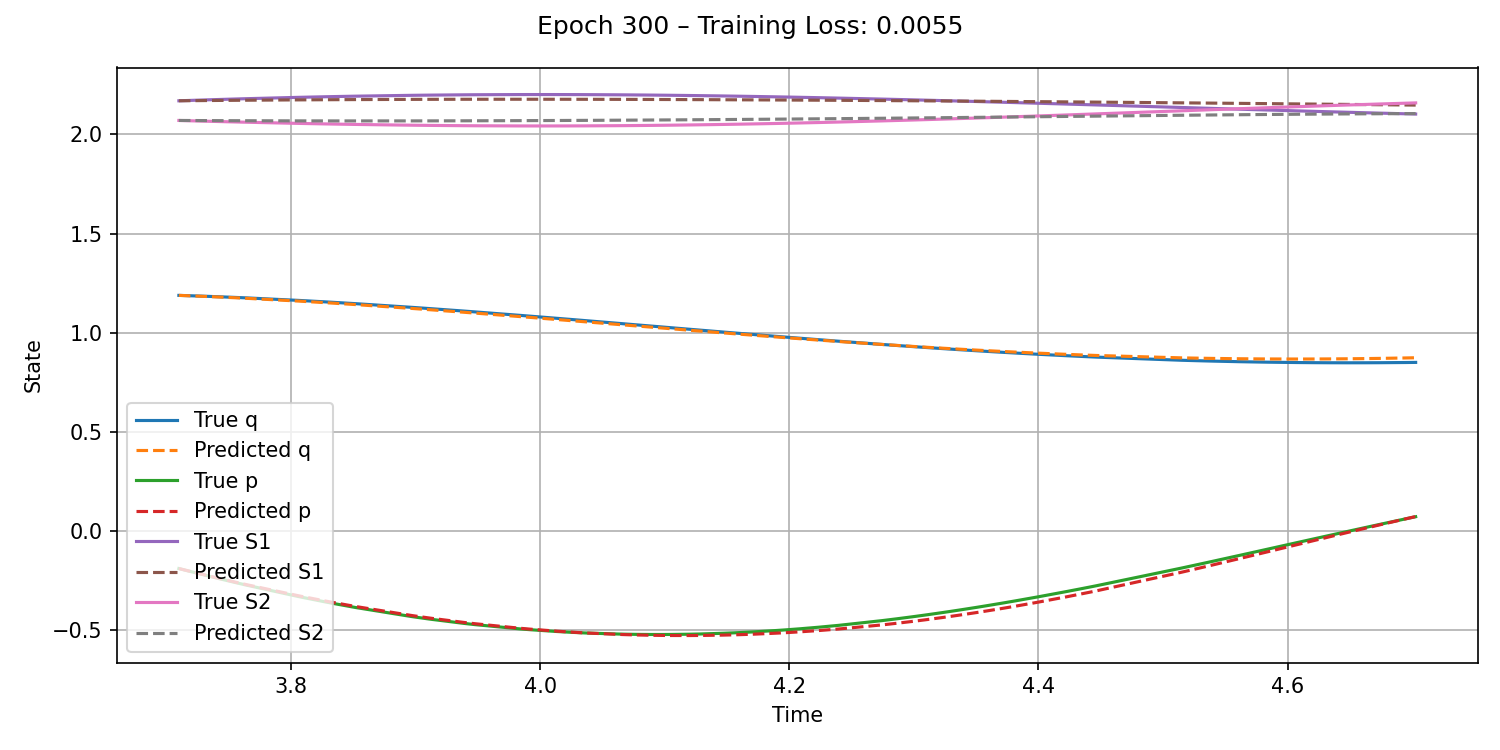 Epoch 300 – Training Loss: 0.0055
2.0
1.5
1.0
0.5
0.0
−0.5
State
True q
Predicted q
True p
Predicted p
True S1
Predicted S1
True S2
Predicted S2
3.8 4.0 4.2 4.4 4.6
Time